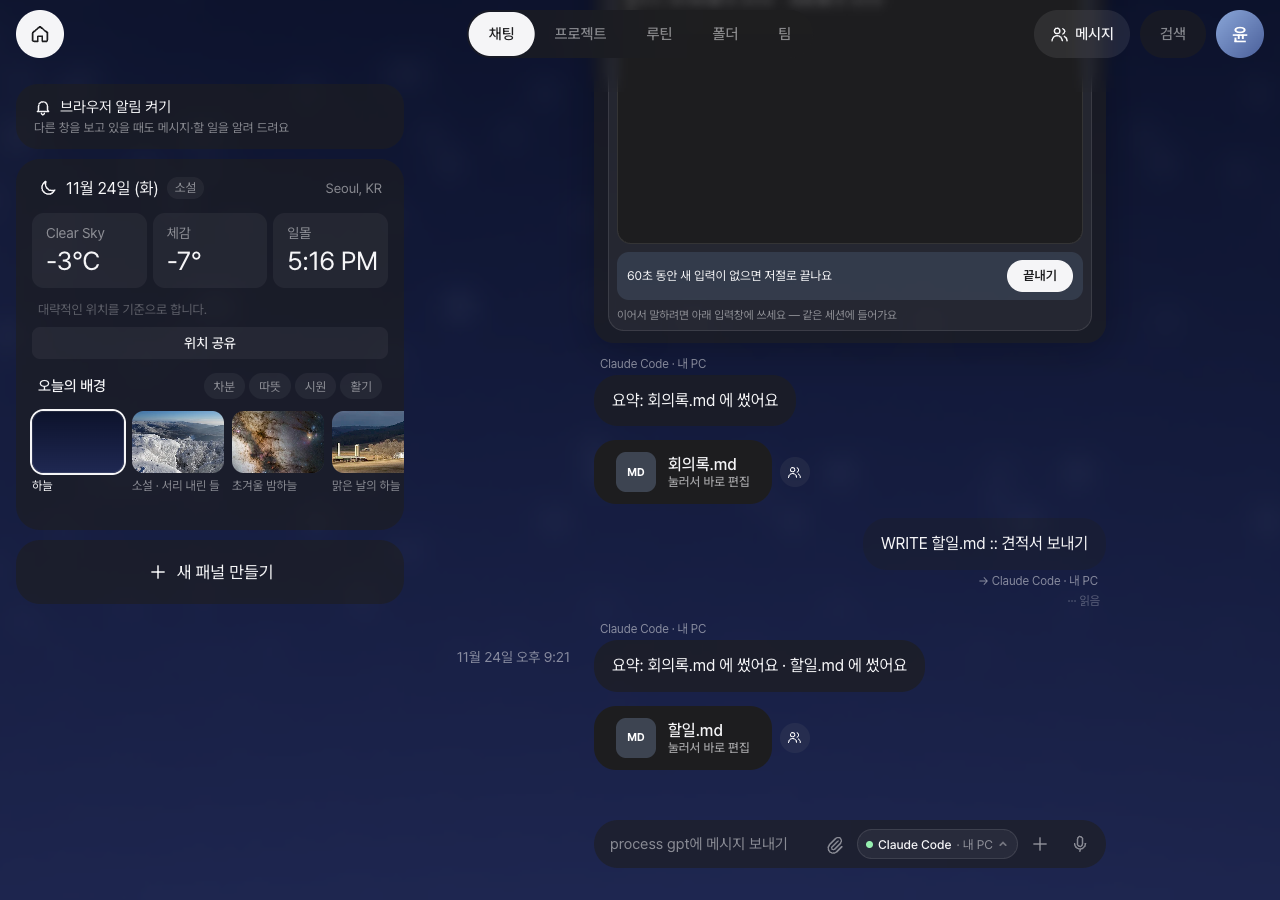 채팅
프로젝트
루틴
폴더
팀
메시지
검색
윤
브라우저 알림 켜기
다른 창을 보고 있을 때도 메시지·할 일을 알려 드려요
11월 24일 (화)
소설
Seoul, KR
Clear Sky
-3°C
체감
-7°
일몰
5:16 PM
대략적인 위치를 기준으로 합니다.
위치 공유
오늘의 배경
차분
따뜻
시원
활기
하늘
소설 · 서리 내린 들
초겨울 밤하늘
맑은 날의 하늘
새 패널 만들기
60초 동안 새 입력이 없으면 저절로 끝나요
끝내기
이어서 말하려면 아래 입력창에 쓰세요 — 같은 세션에 들어가요
Claude Code · 내 PC
요약: 회의록.md 에 썼어요
MD
회의록.md
눌러서 바로 편집
WRITE 할일.md :: 견적서 보내기
→ Claude Code · 내 PC
··· 읽음
Claude Code · 내 PC
11월 24일 오후 9:21
요약: 회의록.md 에 썼어요 · 할일.md 에 썼어요
MD
할일.md
눌러서 바로 편집
process gpt에 메시지 보내기
Claude Code · 내 PC